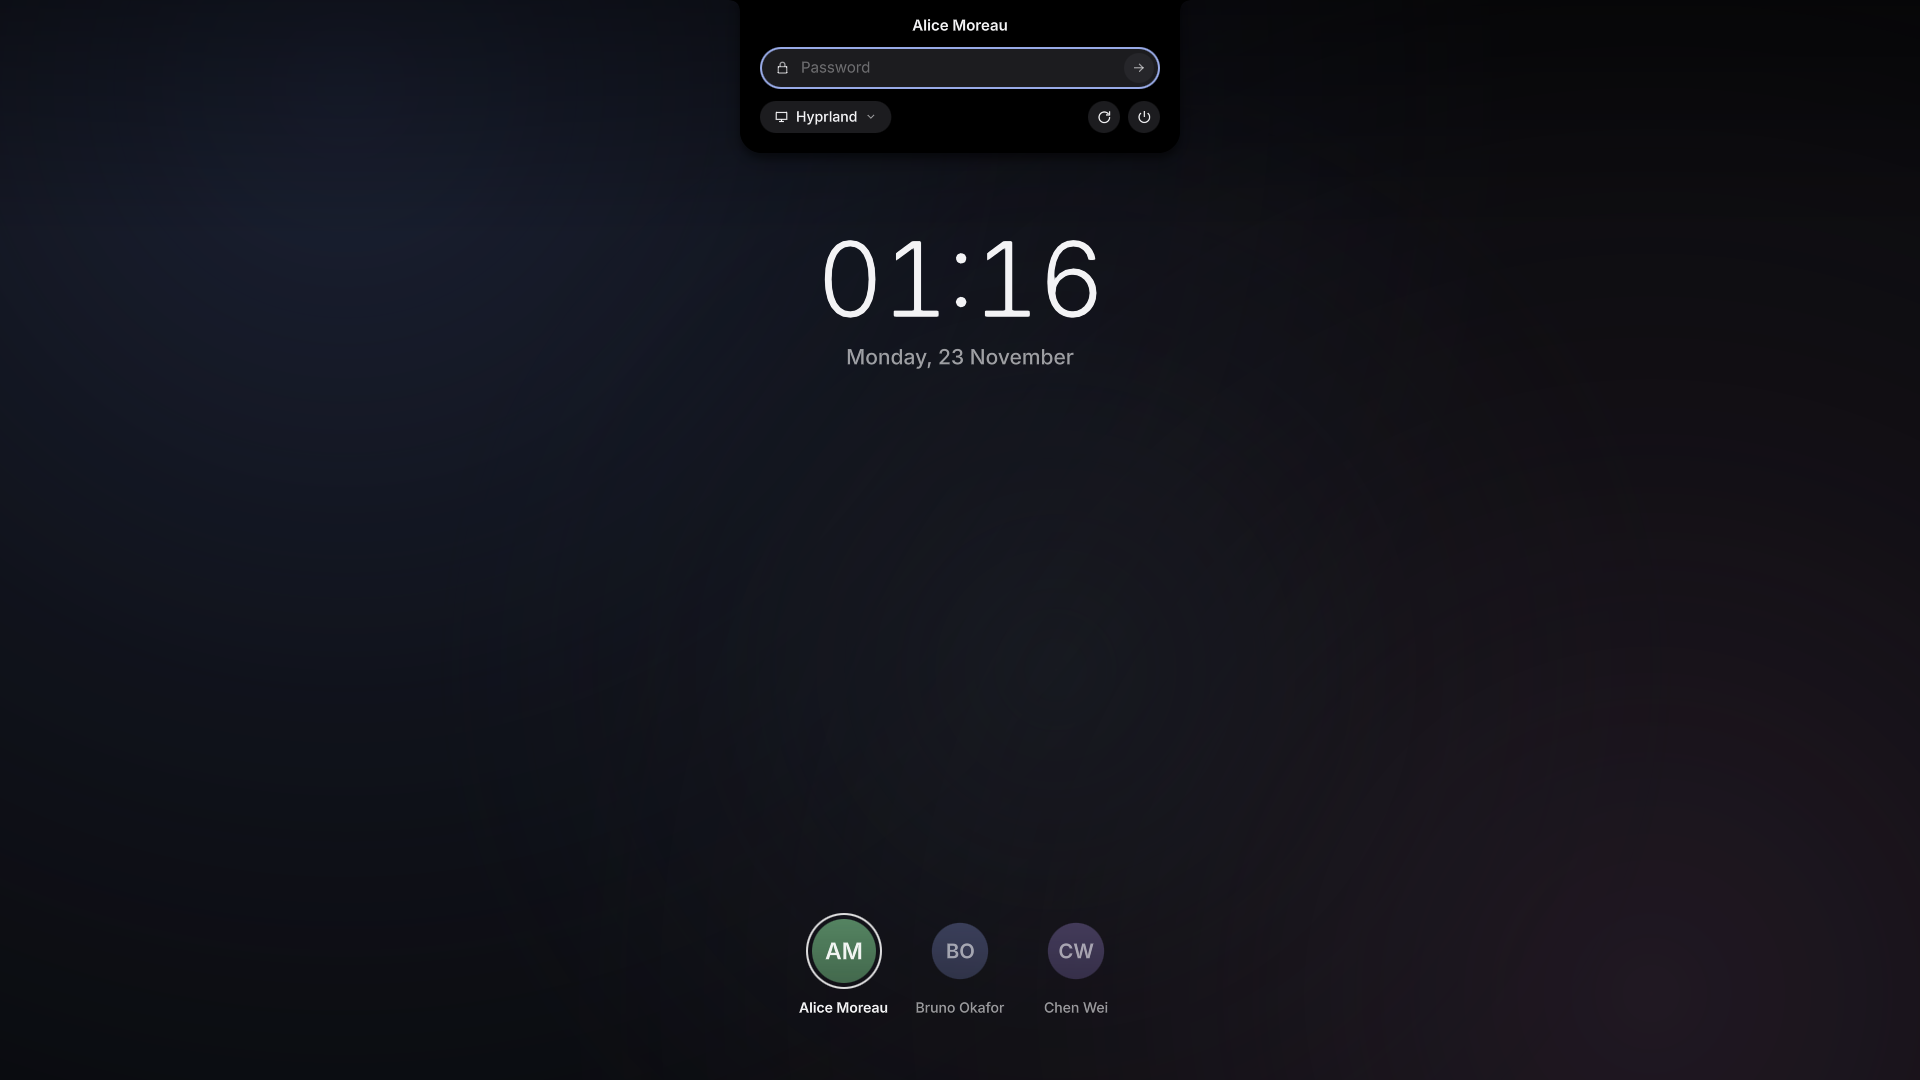 Alice Moreau
Password
Hyprland
01:16
Monday, 23 November
AM
BO
CW
Alice Moreau
Bruno Okafor
Chen Wei